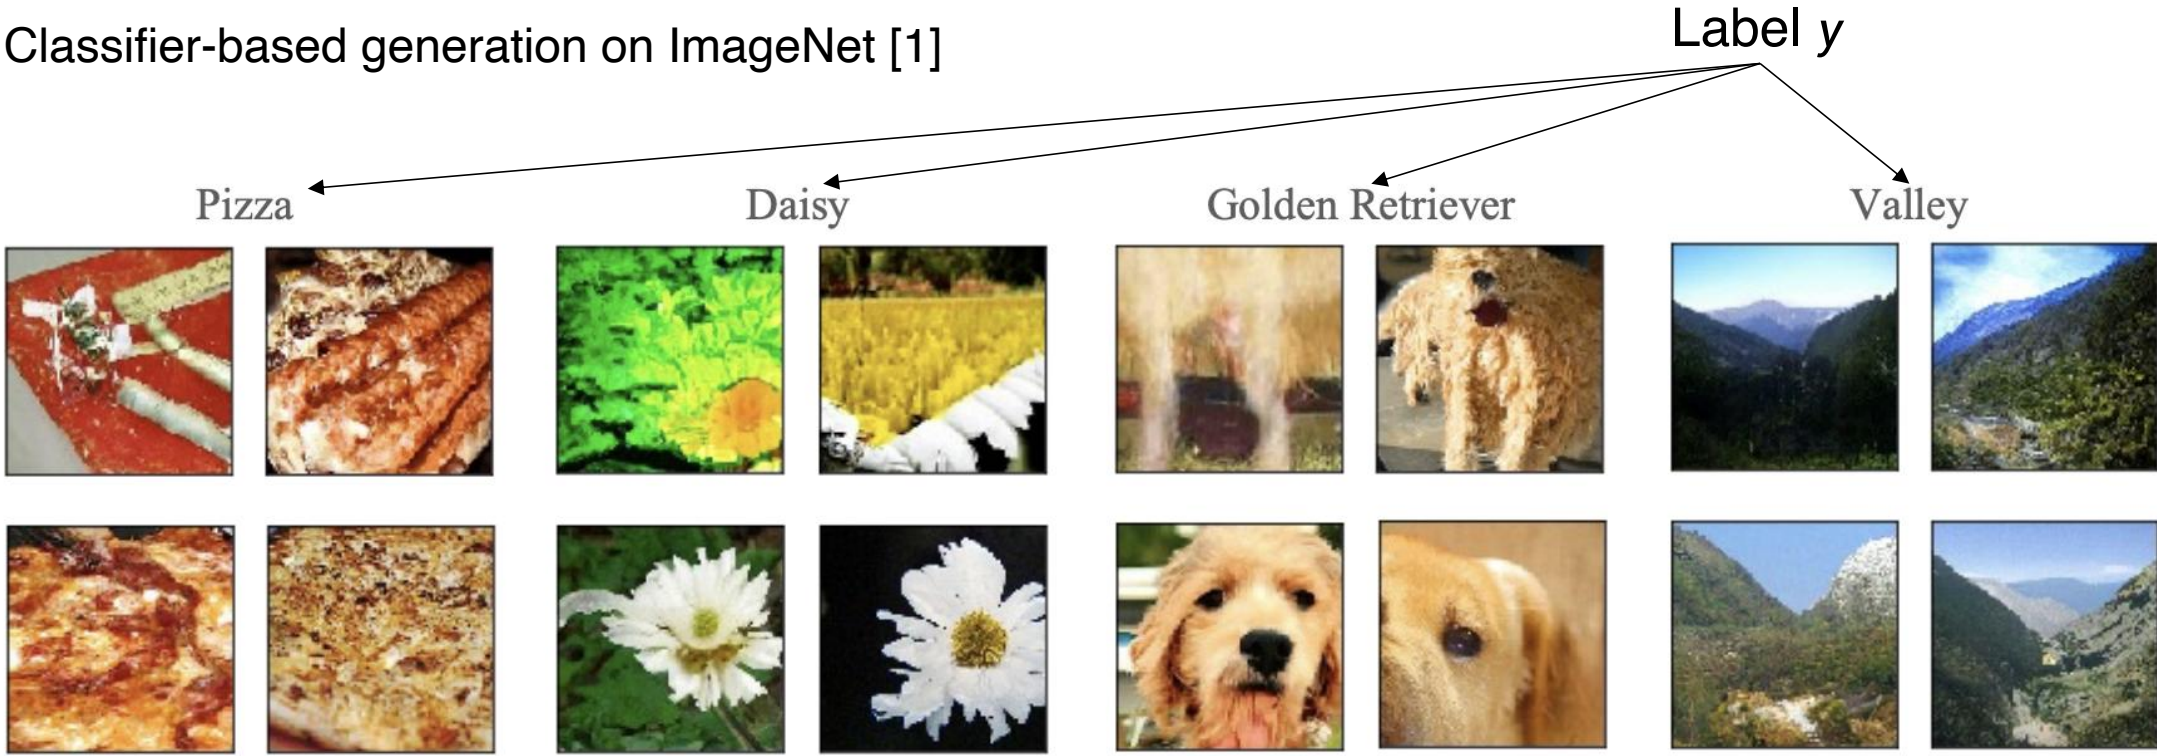 Classifier-based generation on ImageNet [1]
Label y
Pizza
Daisy
Golden Retriever
Valley